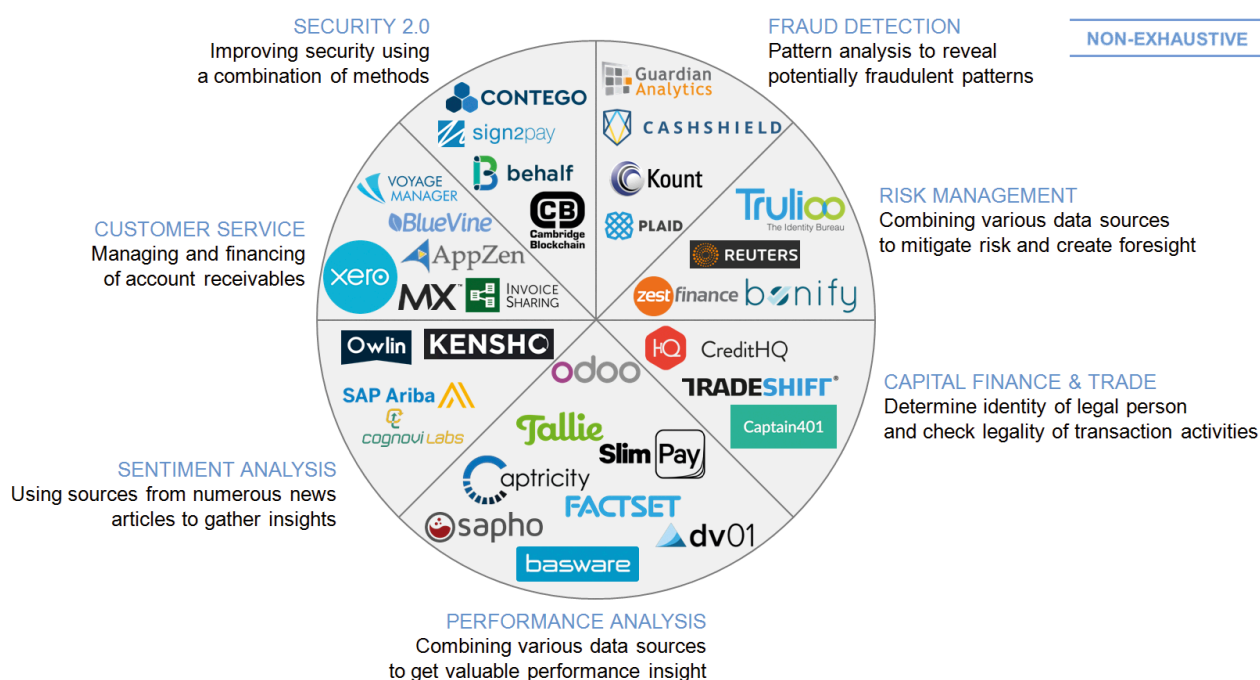 SECURITY 2.0
Improving security using
a combination of methods
FRAUD DETECTION
Pattern analysis to reveal
potentially fraudulent patterns
NON-EXHAUSTIVE
CONTEGO
sign2pay
behalf
CB
Cambridge
Blockchain
Guardian
Analytics
CASHSHIELD
Kount
PLAID
CUSTOMER SERVICE
Managing and financing
of account receivables
VOYAGE
MANAGER
BlueVine
AppZen
xero
MX™
INVOICE
SHARING
Trulioo
The Identity Bureau
REUTERS
zest finance
bonify
RISK MANAGEMENT
Combining various data sources
to mitigate risk and create foresight
Owlin
KENSHO
SAP Ariba
cognovi Labs
odoo
HQ
CreditHQ
TRADESHIFT®
Captain401
CAPITAL FINANCE & TRADE
Determine identity of legal person
and check legality of transaction activities
SENTIMENT ANALYSIS
Using sources from numerous news
articles to gather insights
Tallie
Slim Pay
Captricity
FACTSET
sapho
dv01
basware
PERFORMANCE ANALYSIS
Combining various data sources
to get valuable performance insight